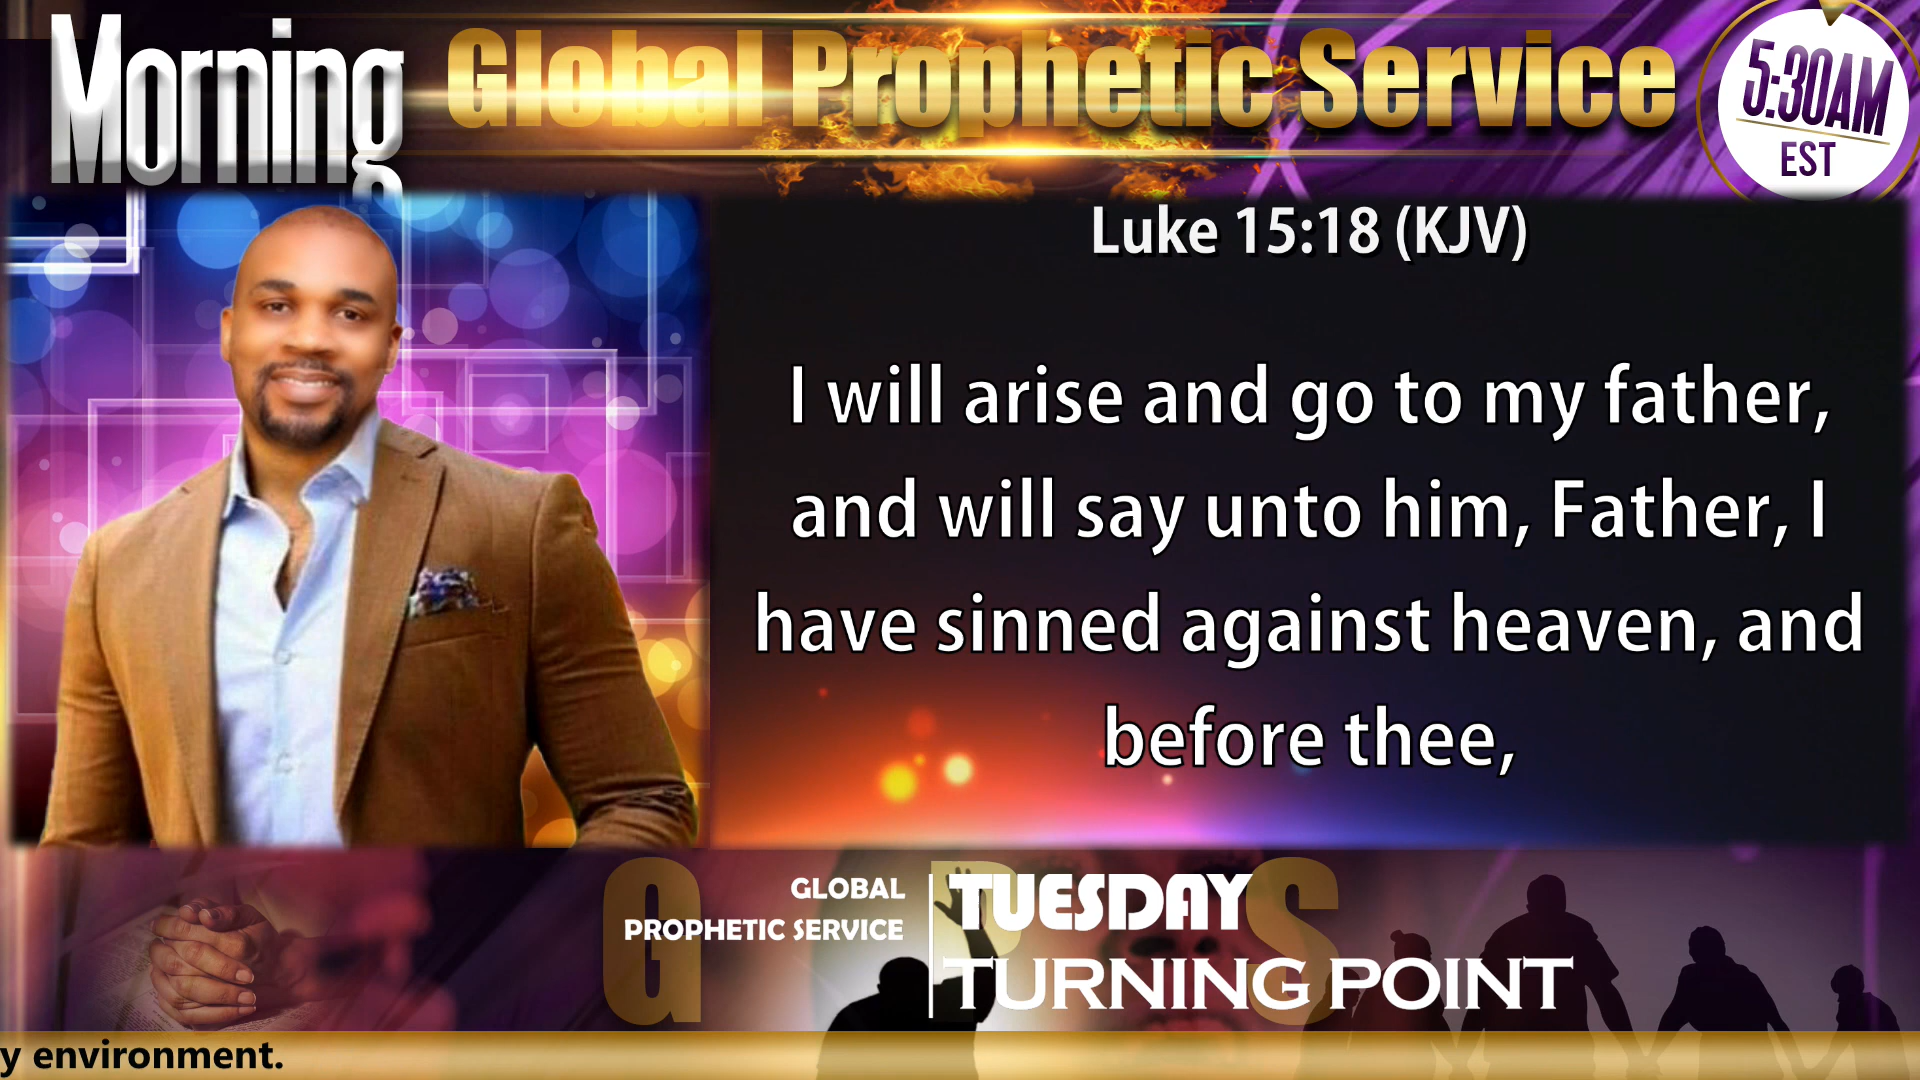 Morning
Global Prophetic Service
5:30AM
EST
Luke 15:18 (KJV)
I will arise and go to my father,
and will say unto him, Father, I
have sinned against heaven, and
before thee,
G P S
GLOBAL
PROPHETIC SERVICE
TUESDAY
TURNING POINT
y environment.